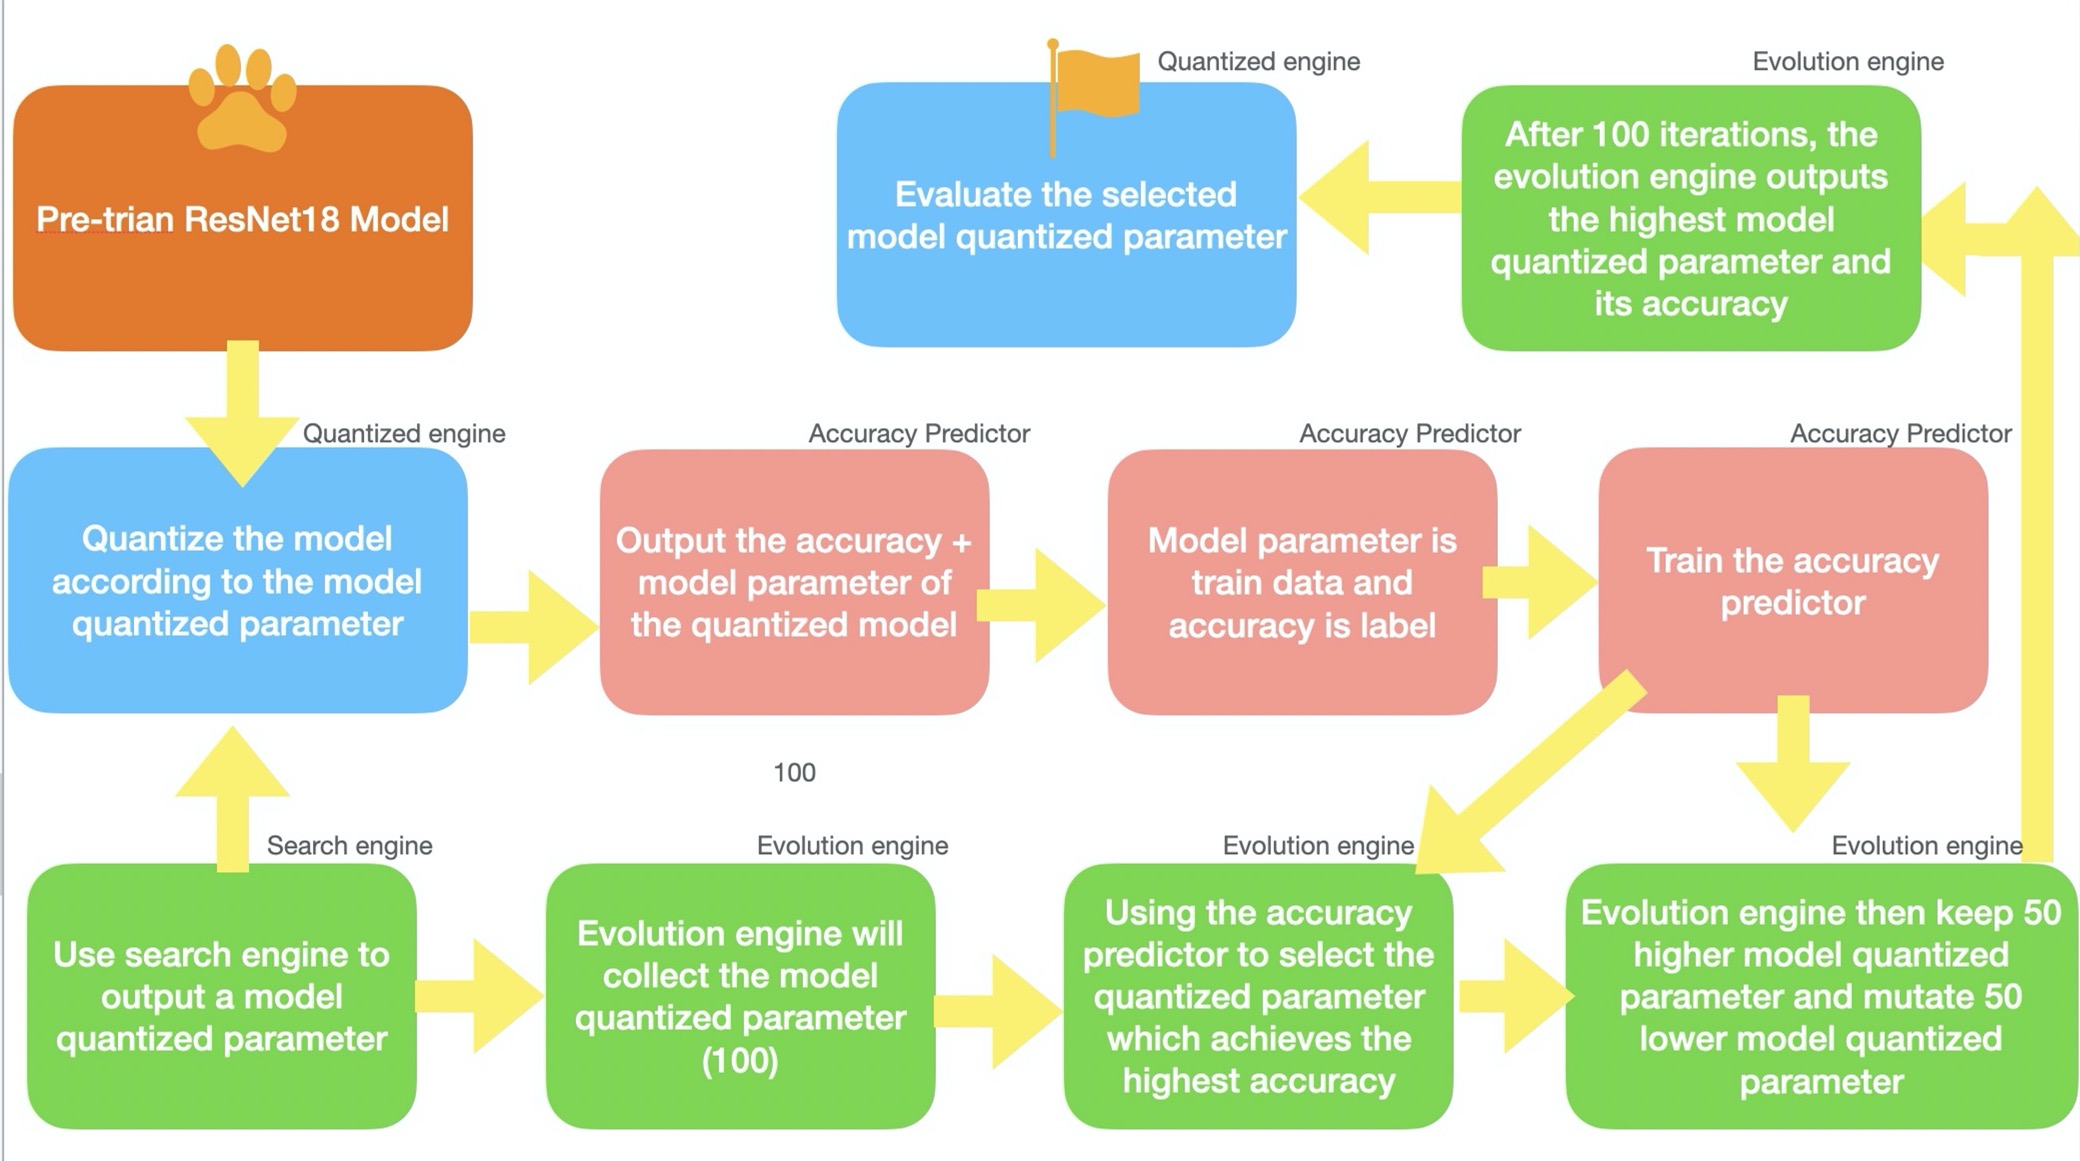 Quantized engine
Evolution engine
Pre-trian ResNet18 Model
Evaluate the selected
model quantized parameter
After 100 iterations, the
evolution engine outputs
the highest model
quantized parameter and
its accuracy
Quantized engine
Accuracy Predictor
Accuracy Predictor
Accuracy Predictor
Quantize the model
according to the model
quantized parameter
Output the accuracy +
model parameter of
the quantized model
Model parameter is
train data and
accuracy is label
Train the accuracy
predictor
100
Search engine
Evolution engine
Evolution engine
Evolution engine
Use search engine to
output a model
quantized parameter
Evolution engine will
collect the model
quantized parameter
(100)
Using the accuracy
predictor to select the
quantized parameter
which achieves the
highest accuracy
Evolution engine then keep 50
higher model quantized
parameter and mutate 50
lower model quantized
parameter